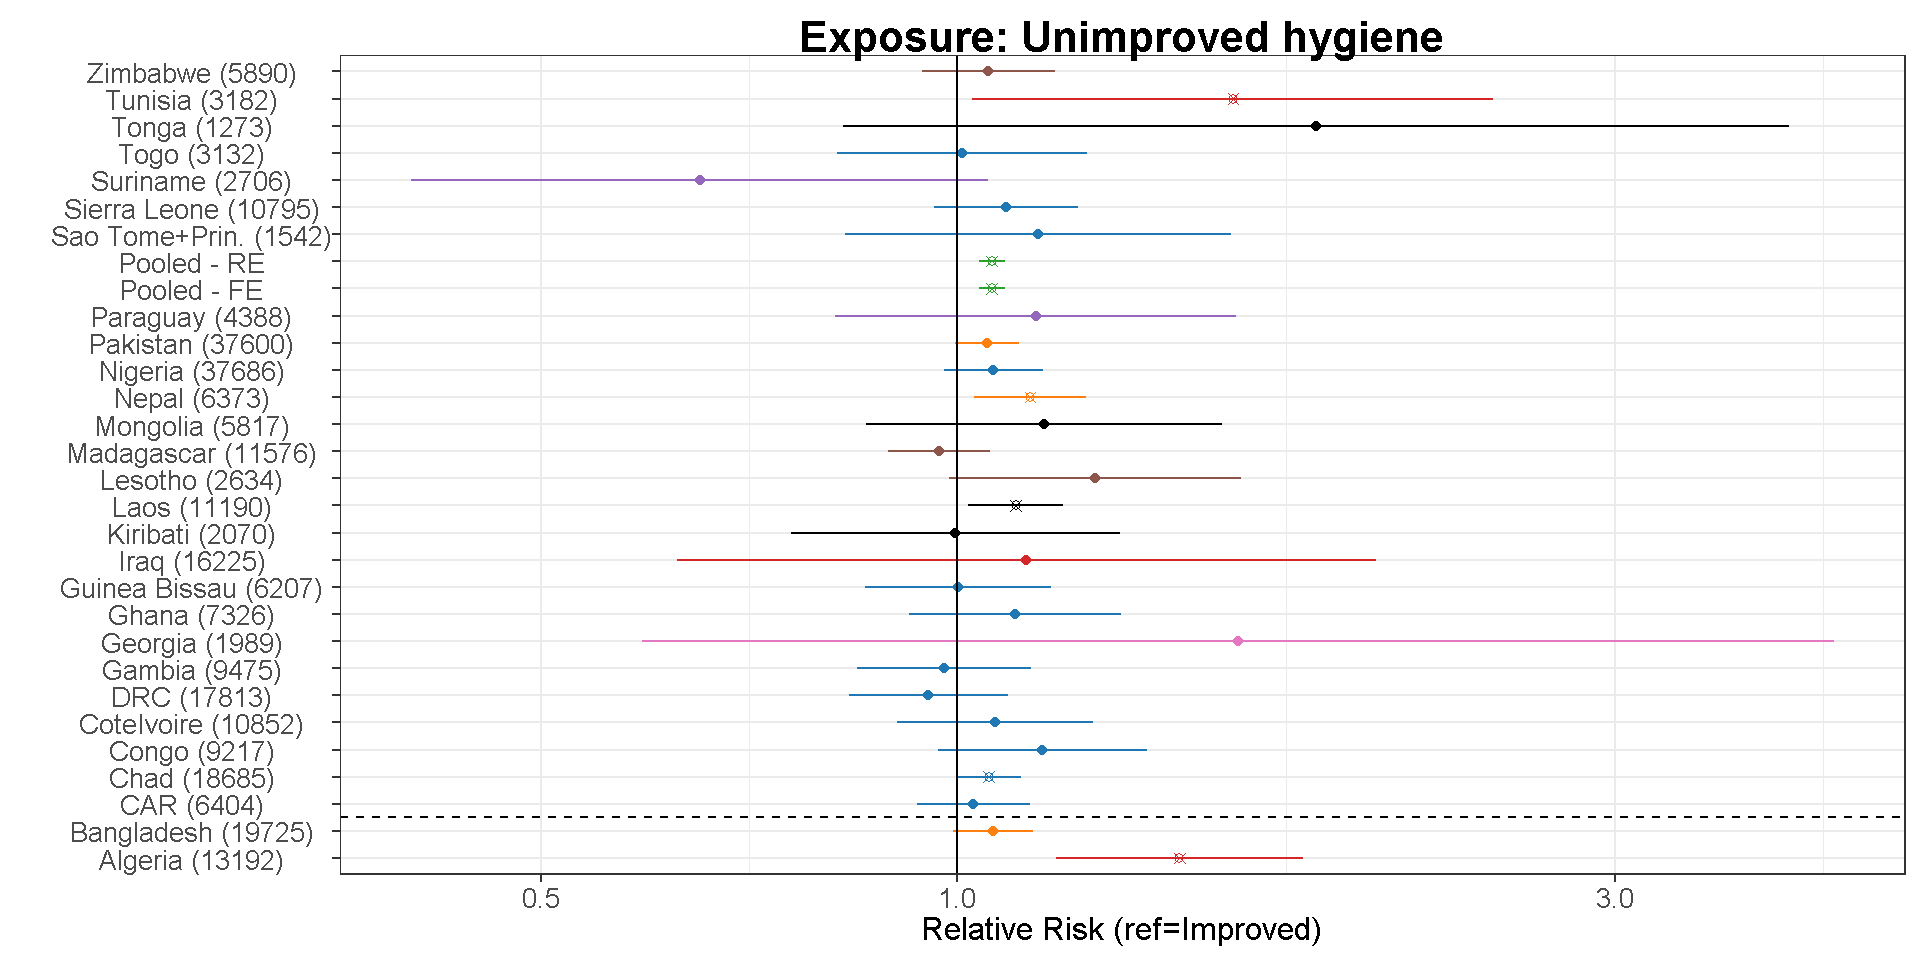 Exposure: Unimproved hygiene
Zimbabwe (5890)
Tunisia (3182)
Tonga (1273)
Togo (3132)
Suriname (2706)
Sierra Leone (10795)
Sao Tome+Prin. (1542)
Pooled - RE
Pooled - FE
Paraguay (4388)
Pakistan (37600)
Nigeria (37686)
Nepal (6373)
Mongolia (5817)
Madagascar (11576)
Lesotho (2634)
Laos (11190)
Kiribati (2070)
Iraq (16225)
Guinea Bissau (6207)
Ghana (7326)
Georgia (1989)
Gambia (9475)
DRC (17813)
CoteIvoire (10852)
Congo (9217)
Chad (18685)
CAR (6404)
Bangladesh (19725)
Algeria (13192)
0.5 1.0 3.0
Relative Risk (ref=Improved)